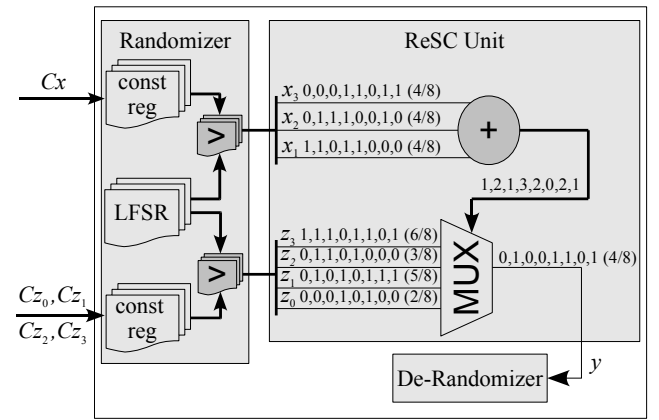 Randomizer
ReSC Unit
Cx
const
reg
>
x3 0,0,0,1,1,0,1,1 (4/8)
x2 0,1,1,1,0,0,1,0 (4/8)
x1 1,1,0,1,1,0,0,0 (4/8)
+
1,2,1,3,2,0,2,1
LFSR
z3 1,1,1,0,1,1,0,1 (6/8)
z2 0,1,1,0,1,0,0,0 (3/8)
z1 0,1,0,1,0,1,1,1 (5/8)
z0 0,0,0,1,0,1,0,0 (2/8)
MUX
0,1,0,0,1,1,0,1 (4/8)
>
Cz0,Cz1
Cz2,Cz3
const
reg
y
De-Randomizer